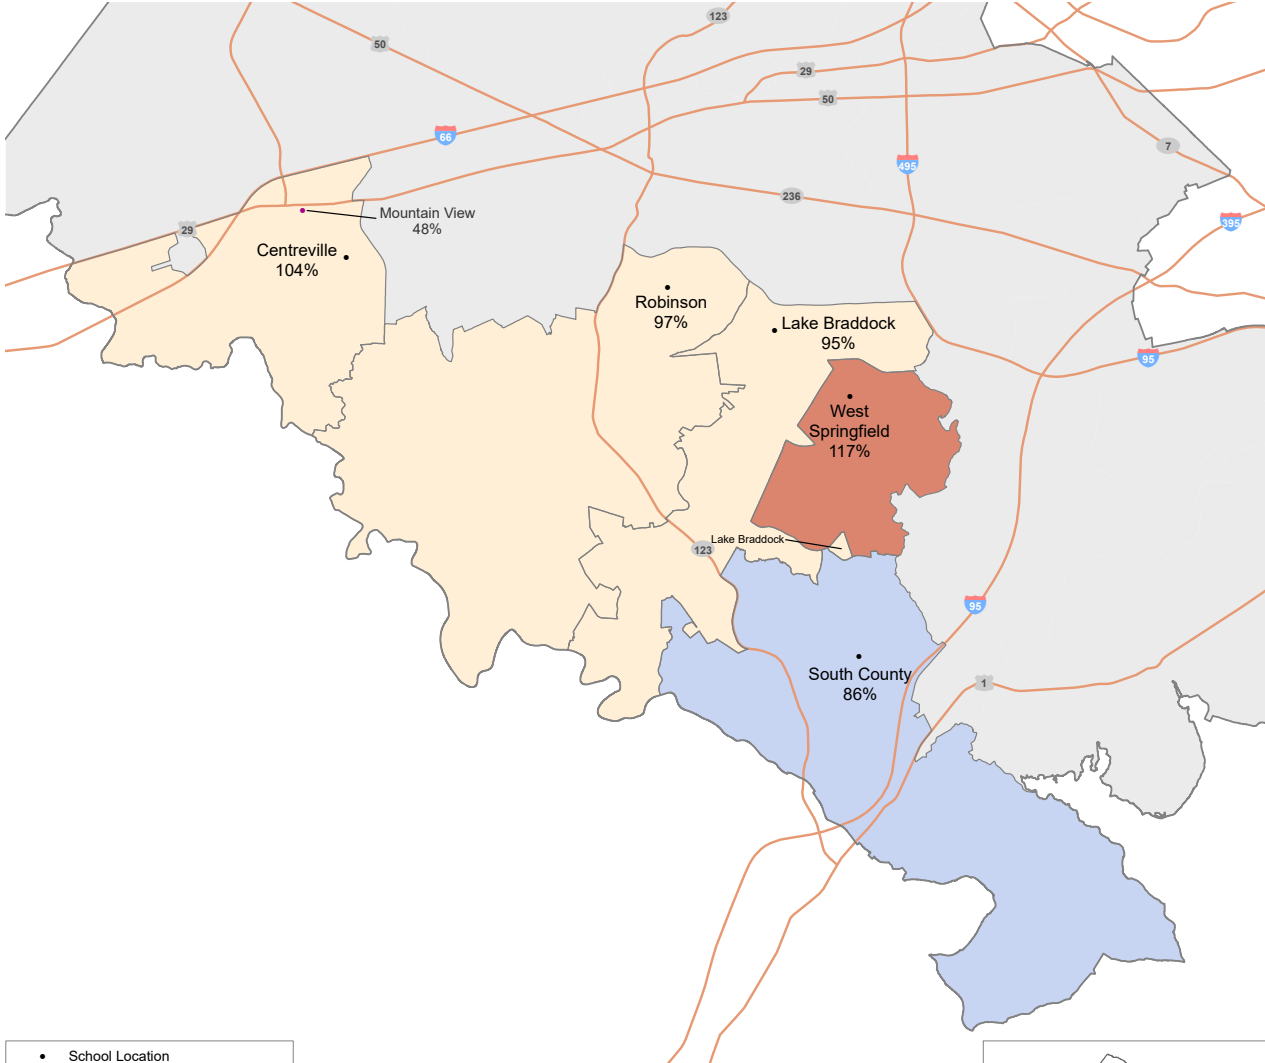 123
50
29
50
66
495
7
236
395
29
Mountain View
48%
Centreville
104%
Robinson
97%
Lake Braddock
95%
95
West
Springfield
117%
Lake Braddock
123
95
South County
86%
1
School Location